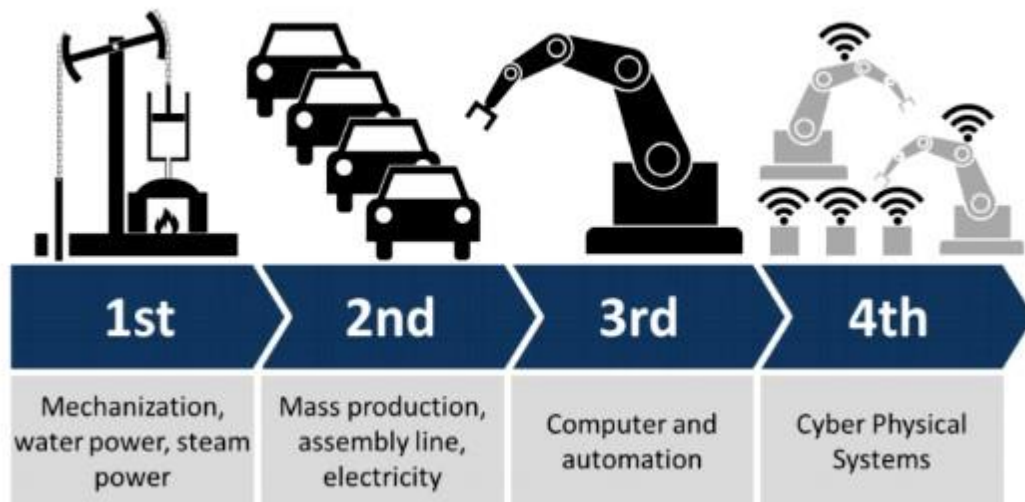 1st
2nd
3rd
4th
Mechanization,
water power, steam
power
Mass production,
assembly line,
electricity
Computer and
automation
Cyber Physical
Systems